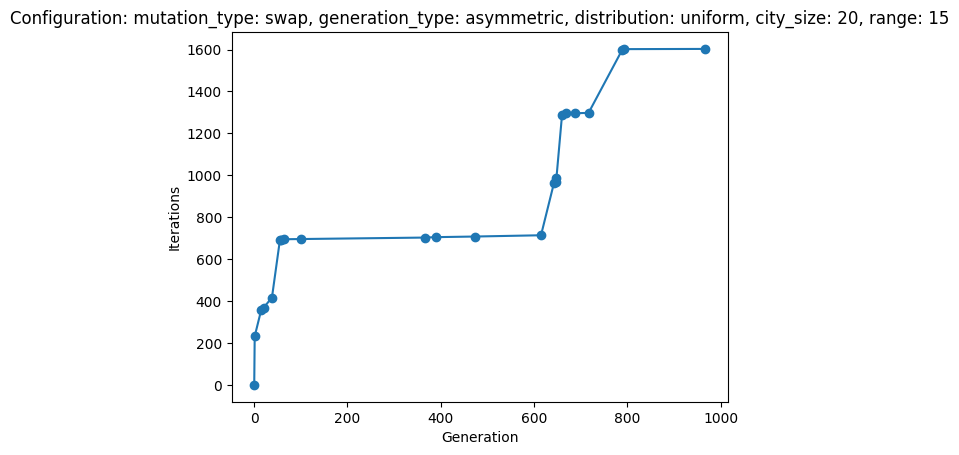 Configuration: mutation_type: swap, generation_type: asymmetric, distribution: uniform, city_size: 20, range: 15
1600
1400
1200
1000
800
600
400
200
0
Iterations
0 200 400 600 800 1000
Generation